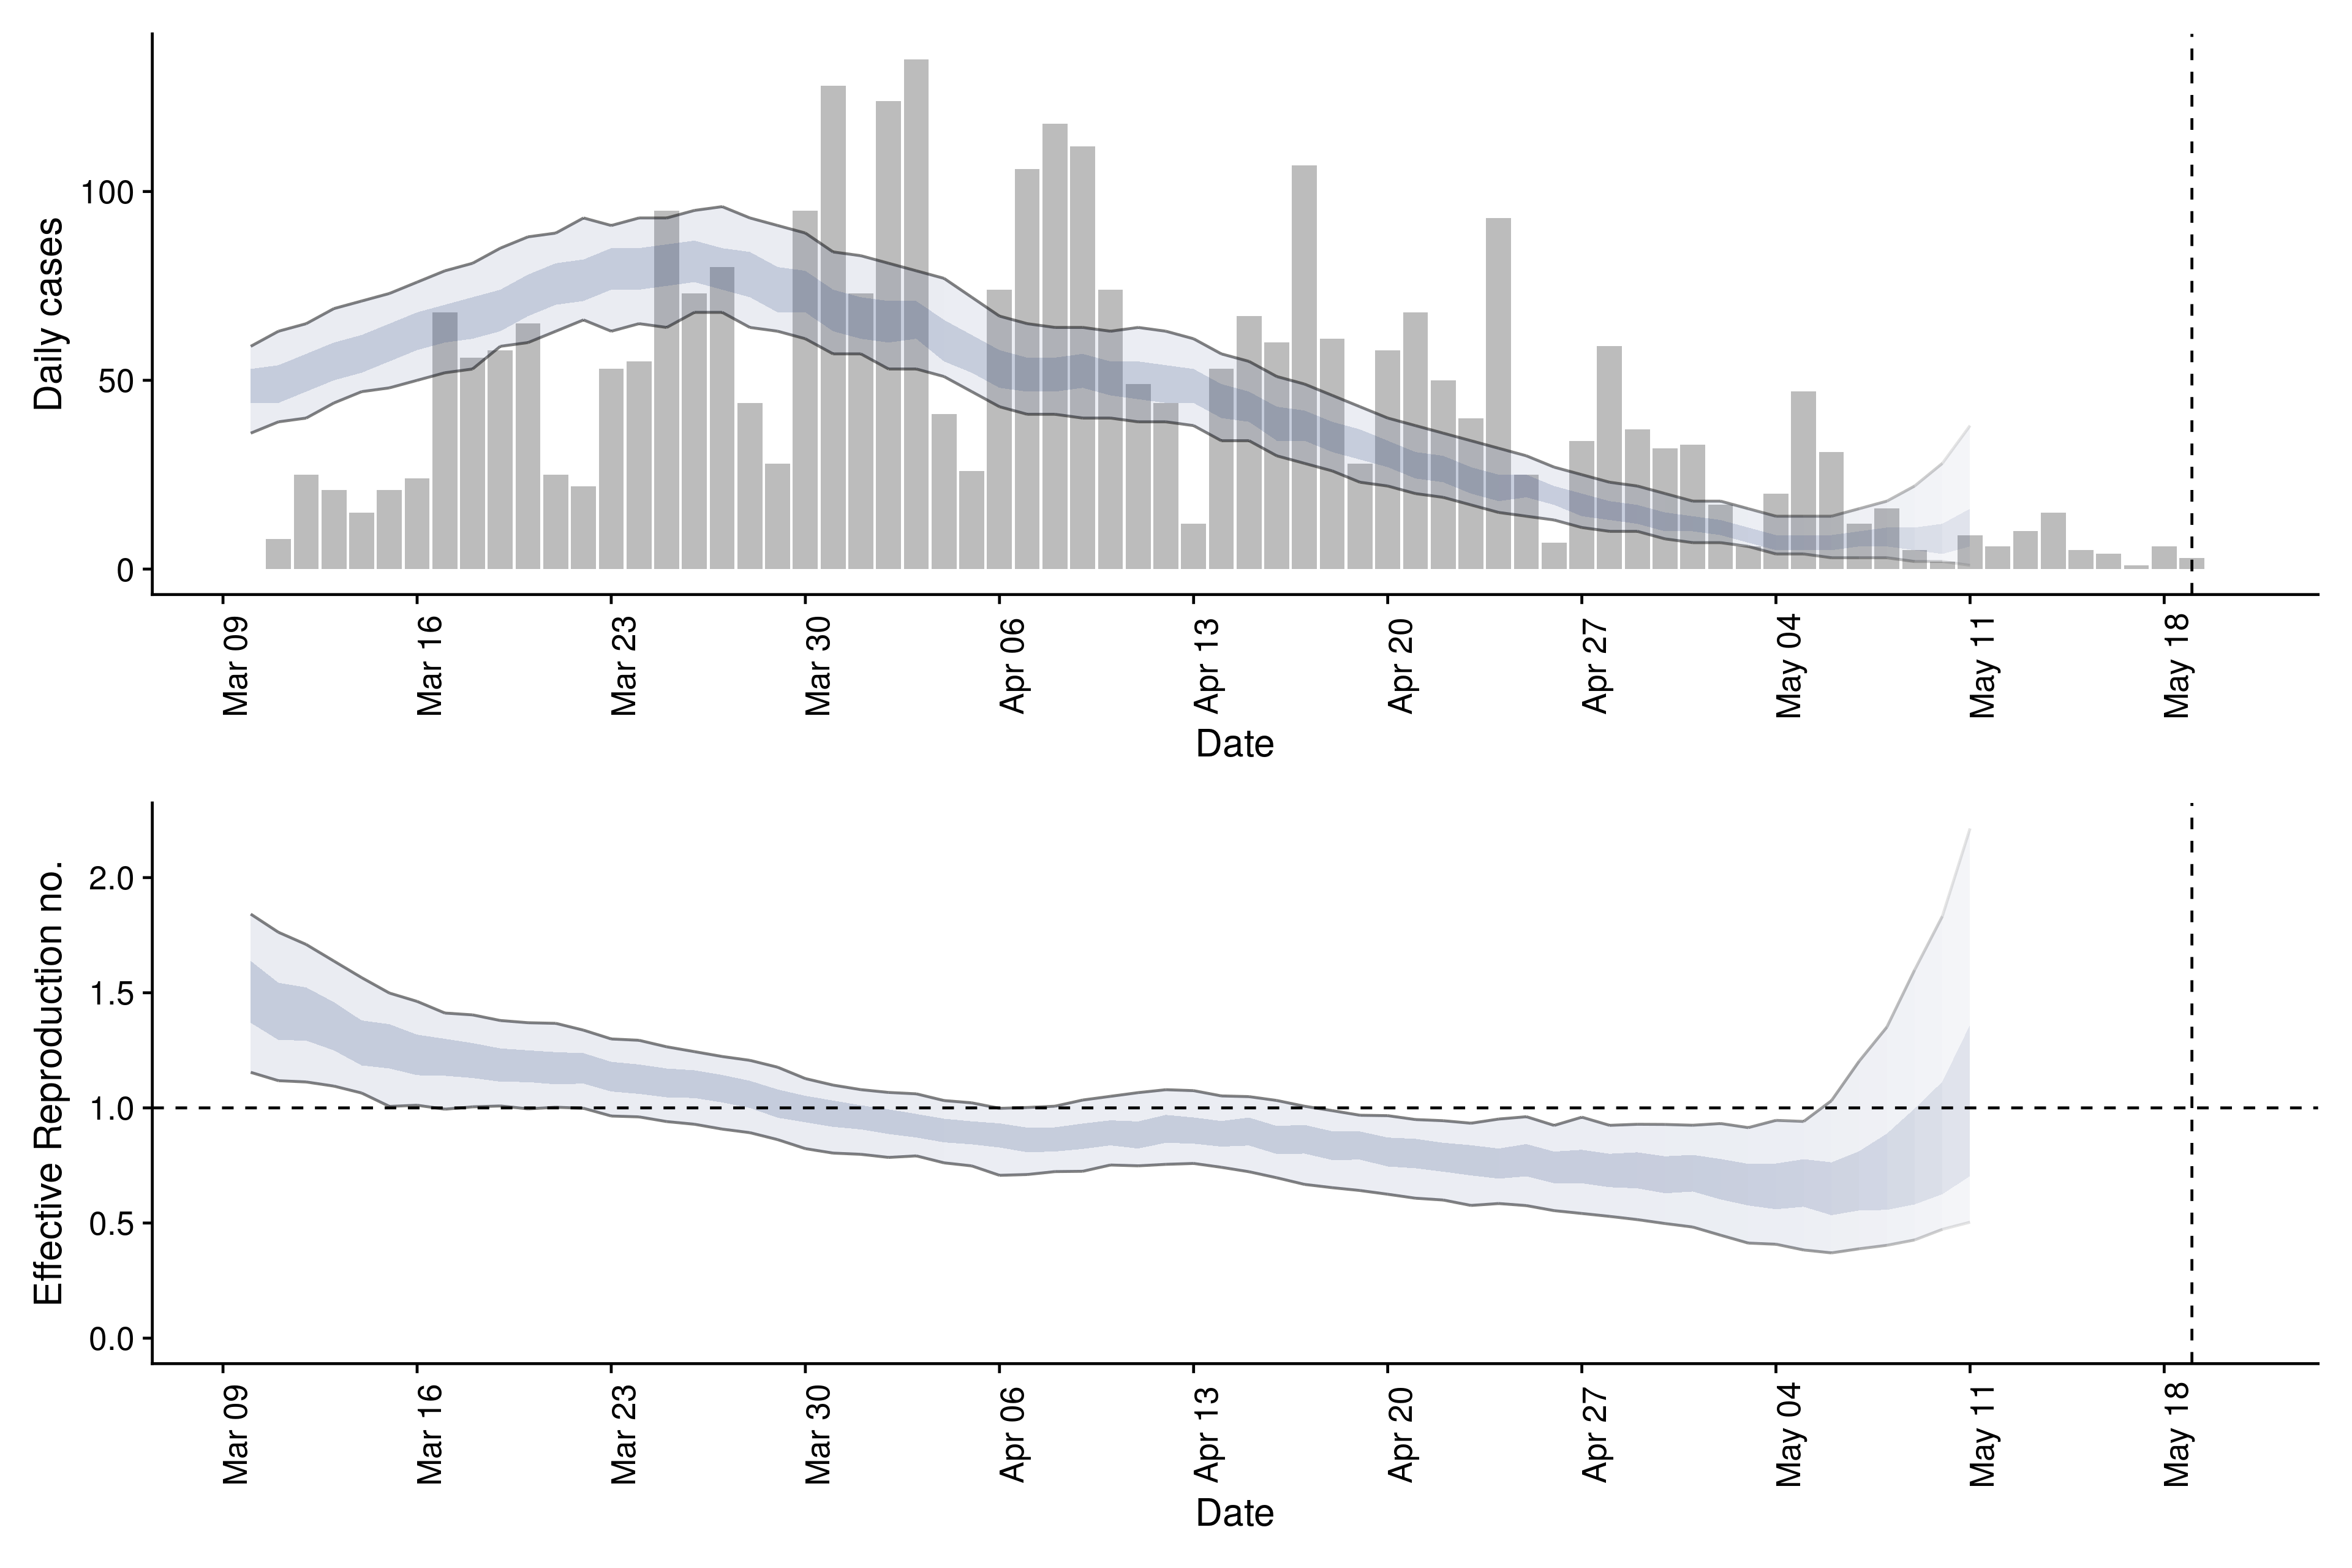 Daily cases
100
50
0
Mar 09
Mar 16
Mar 23
Mar 30
Apr 06
Apr 13
Apr 20
Apr 27
May 04
May 11
May 18
Date
Effective Reproduction no.
2.0
1.5
1.0
0.5
0.0
Mar 09
Mar 16
Mar 23
Mar 30
Apr 06
Apr 13
Apr 20
Apr 27
May 04
May 11
May 18
Date